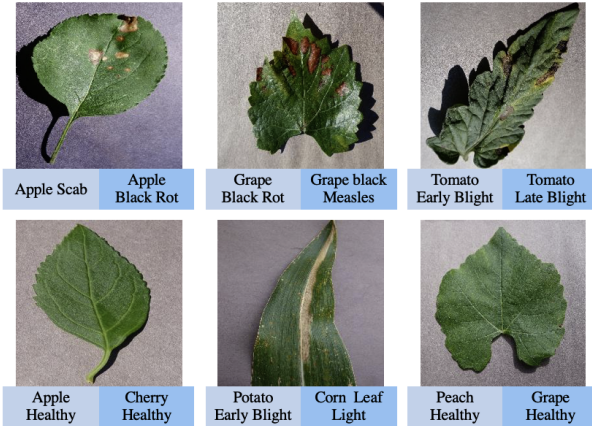 Apple Scab
Apple
Black Rot
Grape
Black Rot
Grape black
Measles
Tomato
Early Blight
Tomato
Late Blight
Apple
Healthy
Cherry
Healthy
Potato
Early Blight
Corn Leaf
Light
Peach
Healthy
Grape
Healthy